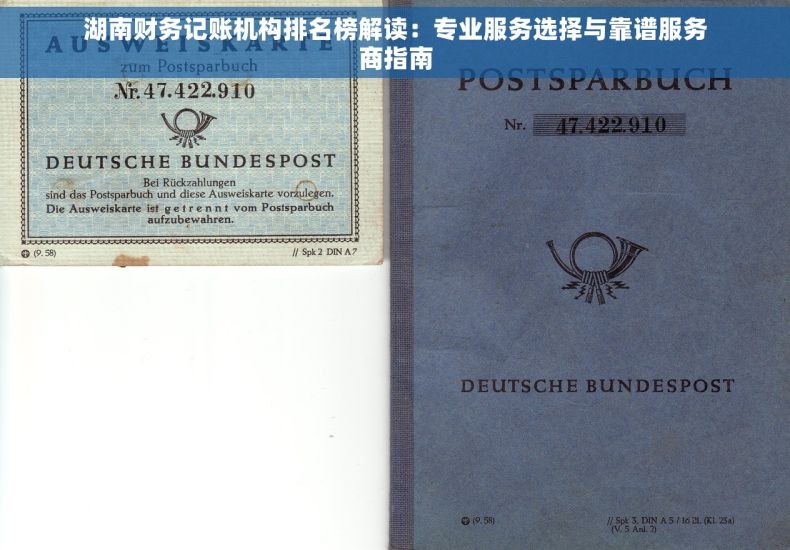 湖南财务记账机构排名榜解读：专业服务选择与靠谱服务
商指南
AUSWEISKARTE
zum Postsparbuch
Nr. 47.422.910
DEUTSCHE BUNDESPOST
Bei Rückzahlungen
sind das Postsparbuch und diese Ausweiskarte vorzulegen.
Die Ausweiskarte ist getrennt vom Postsparbuch
aufzubewahren.
(9. 58)
// Spk 2 DIN A 7
POSTSPARBUCH
Nr. 47.422.910
DEUTSCHE BUNDESPOST
(9. 58)
// Spk 3, DIN A 5 / 16 Bl. (Kl. 23a)
(V. 5 Anl. 2)